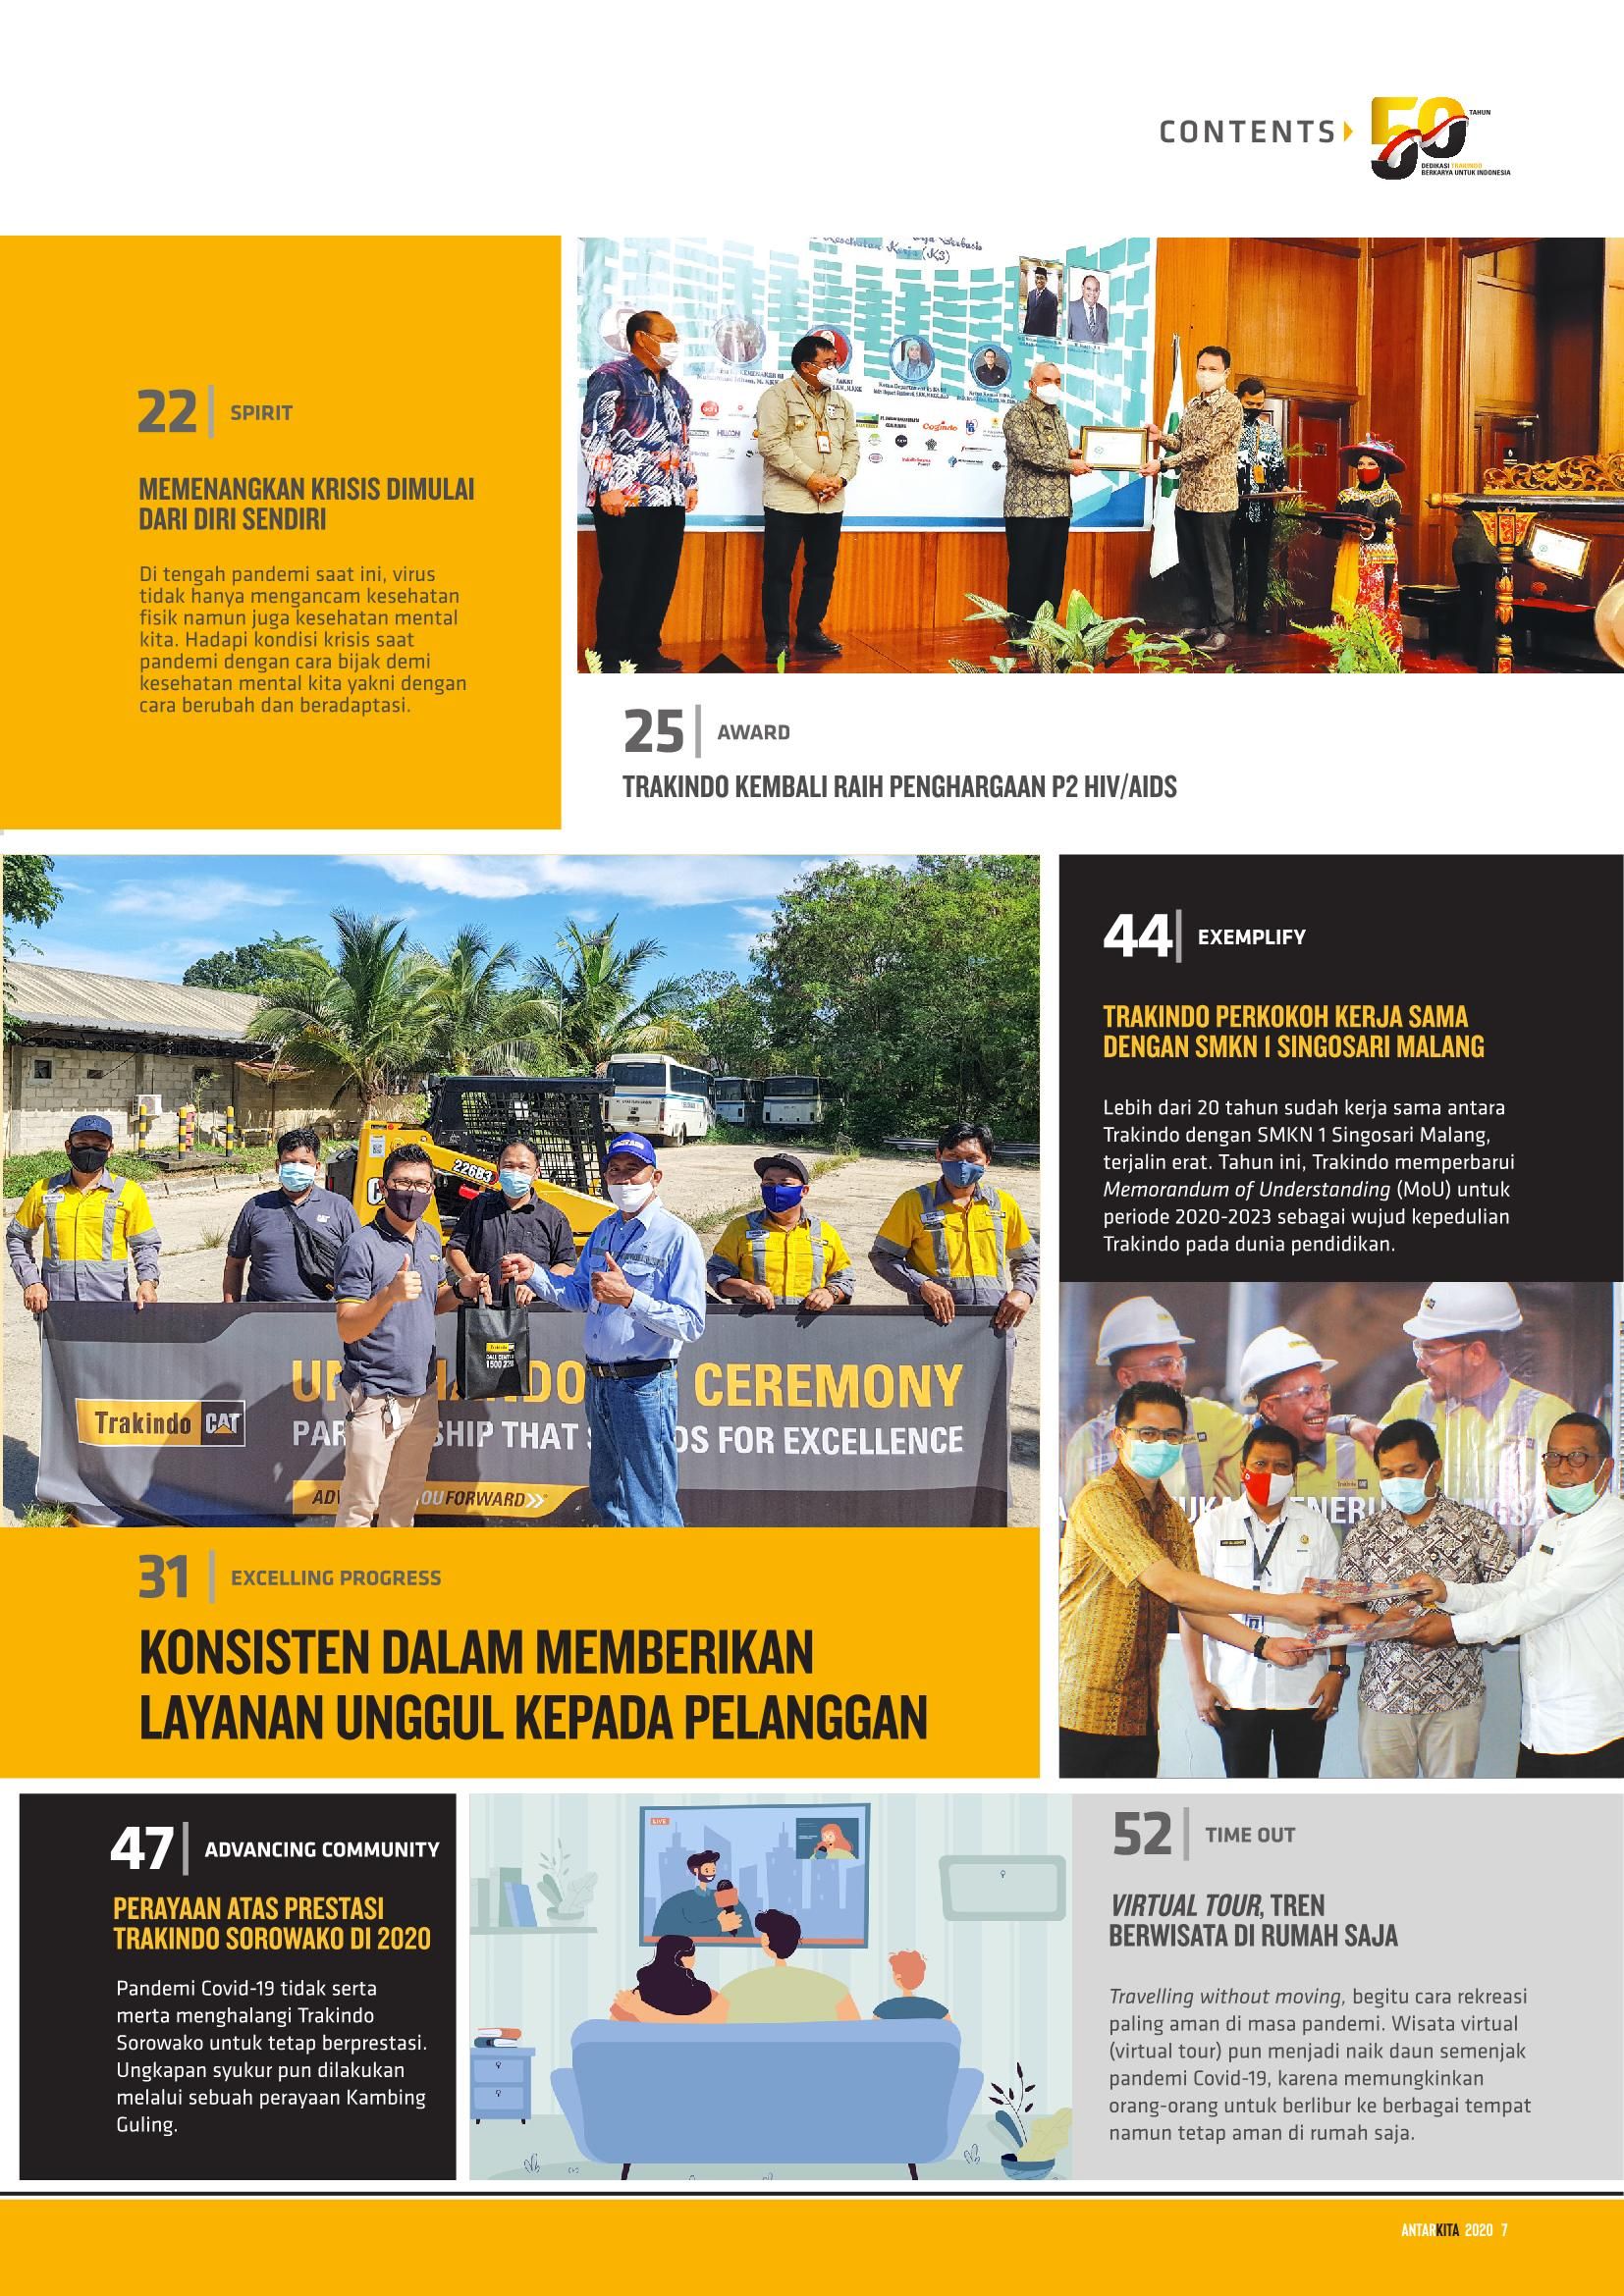 CONTENTS
50
TAHUN
DEDIKASI TRAKINDO
BERKARYA UNTUK INDONESIA
22
SPIRIT
MEMENANGKAN KRISIS DIMULAI
DARI DIRI SENDIRI
Di tengah pandemi saat ini, virus
tidak hanya mengancam kesehatan
fisik namun juga kesehatan mental
kita. Hadapi kondisi krisis saat
pandemi dengan cara bijak demi
kesehatan mental kita yakni dengan
cara berubah dan beradaptasi.
Kerja (K3)
Cogindo
25
AWARD
TRAKINDO KEMBALI RAIH PENGHARGAAN P2 HIV/AIDS
226B3
Trakindo CAT
CEREMONY
THAT
FOR EXCELLENCE
FORWARD
44
EXEMPLIFY
TRAKINDO PERKOKOH KERJA SAMA
DENGAN SMKN 1 SINGOSARI MALANG
Lebih dari 20 tahun sudah kerja sama antara
Trakindo dengan SMKN 1 Singosari Malang,
terjalin erat. Tahun ini, Trakindo memperbarui
Memorandum of Understanding (MoU) untuk
periode 2020-2023 sebagai wujud kepedulian
Trakindo pada dunia pendidikan.
31
EXCELLING PROGRESS
KONSISTEN DALAM MEMBERIKAN
LAYANAN UNGGUL KEPADA PELANGGAN
47
ADVANCING COMMUNITY
PERAYAAN ATAS PRESTASI
TRAKINDO SOROWAKO DI 2020
Pandemi Covid-19 tidak serta
merta menghalangi Trakindo
Sorowako untuk tetap berprestasi.
Ungkapan syukur pun dilakukan
melalui sebuah perayaan Kambing
Guling.
LIVE
52
TIME OUT
VIRTUAL TOUR, TREN
BERWISATA DI RUMAH SAJA
Travelling without moving, begitu cara rekreasi
paling aman di masa pandemi. Wisata virtual
(virtual tour) pun menjadi naik daun semenjak
pandemi Covid-19, karena memungkinkan
orang-orang untuk berlibur ke berbagai tempat
namun tetap aman di rumah saja.
ANTARKITA 2020 7